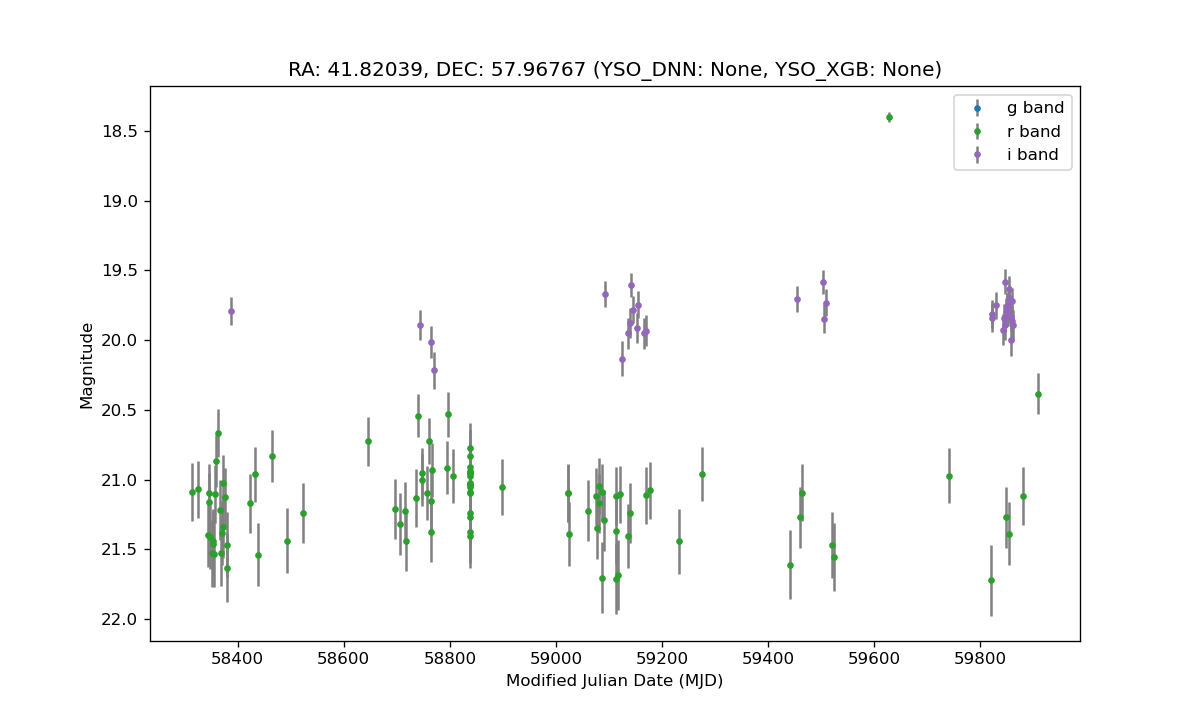 RA: 41.82039, DEC: 57.96767 (YSO_DNN: None, YSO_XGB: None)
g band
r band
i band
18.5
19.0
19.5
20.0
20.5
21.0
21.5
22.0
Magnitude
58400
58600
58800
59000
59200
59400
59600
59800
Modified Julian Date (MJD)